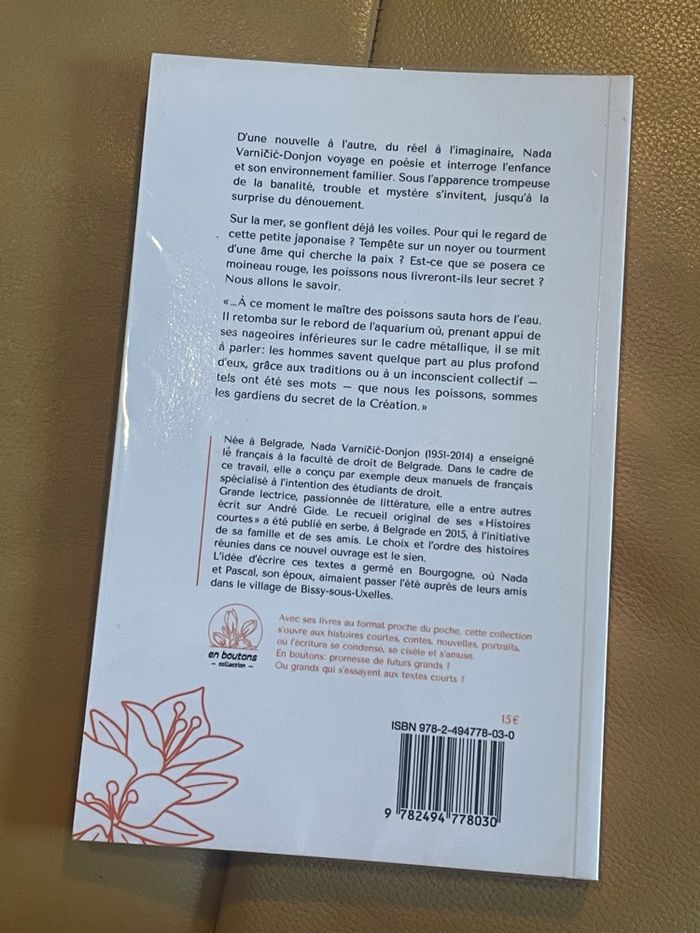 D'une nouvelle à l'autre, du réel à l'imaginaire, Nada
Varničić-Donjon voyage en poésie et interroge l'enfance
et son environnement familier. Sous l'apparence trompeuse
de la banalité, trouble et mystère s'invitent, jusqu'à la
surprise du dénouement.
Sur la mer, se gonflent déjà les voiles. Pour qui le regard de
cette petite japonaise ? Tempête sur un noyer ou tourment
d'une âme qui cherche la paix ? Est-ce que se posera ce
moineau rouge, les poissons nous livreront-ils leur secret ?
Nous allons le savoir.
«...À ce moment le maître des poissons sauta hors de l'eau.
Il retomba sur le rebord de l'aquarium où, prenant appui de
ses nageoires inférieures sur le cadre métallique, il se mit
à parler: les hommes savent quelque part au plus profond
d'eux, grâce aux traditions ou à un inconscient collectif –
tels ont été ses mots – que nous les poissons, sommes
les gardiens du secret de la Création.»
Née à Belgrade, Nada Varničić-Donjon (1951-2014) a enseigné
le français à la faculté de droit de Belgrade. Dans le cadre de
ce travail, elle a conçu par exemple deux manuels de français
spécialisé à l'intention des étudiants de droit.
Grande lectrice, passionnée de littérature, elle a entre autres
écrit sur André Gide. Le recueil original de ses «Histoires
courtes» a été publié en serbe, à Belgrade en 2015, à l'initiative
de sa famille et de ses amis. Le choix et l'ordre des histoires
réunies dans ce nouvel ouvrage est le sien.
L'idée d'écrire ces textes a germé en Bourgogne, où Nada
et Pascal, son époux, aimaient passer l'été auprès de leurs amis
dans le village de Bissy-sous-Uxelles.
en boutons
– collection –
Avec ses livres au format proche du poche, cette collection
s'ouvre aux histoires courtes, contes, nouvelles, portraits,
où l'écriture se condense, se cisèle et s'amuse.
En boutons: promesse de futurs grands ?
Ou grands qui s'essayent aux textes courts ?
15€
ISBN 978-2-494778-03-0
9 782494 778030